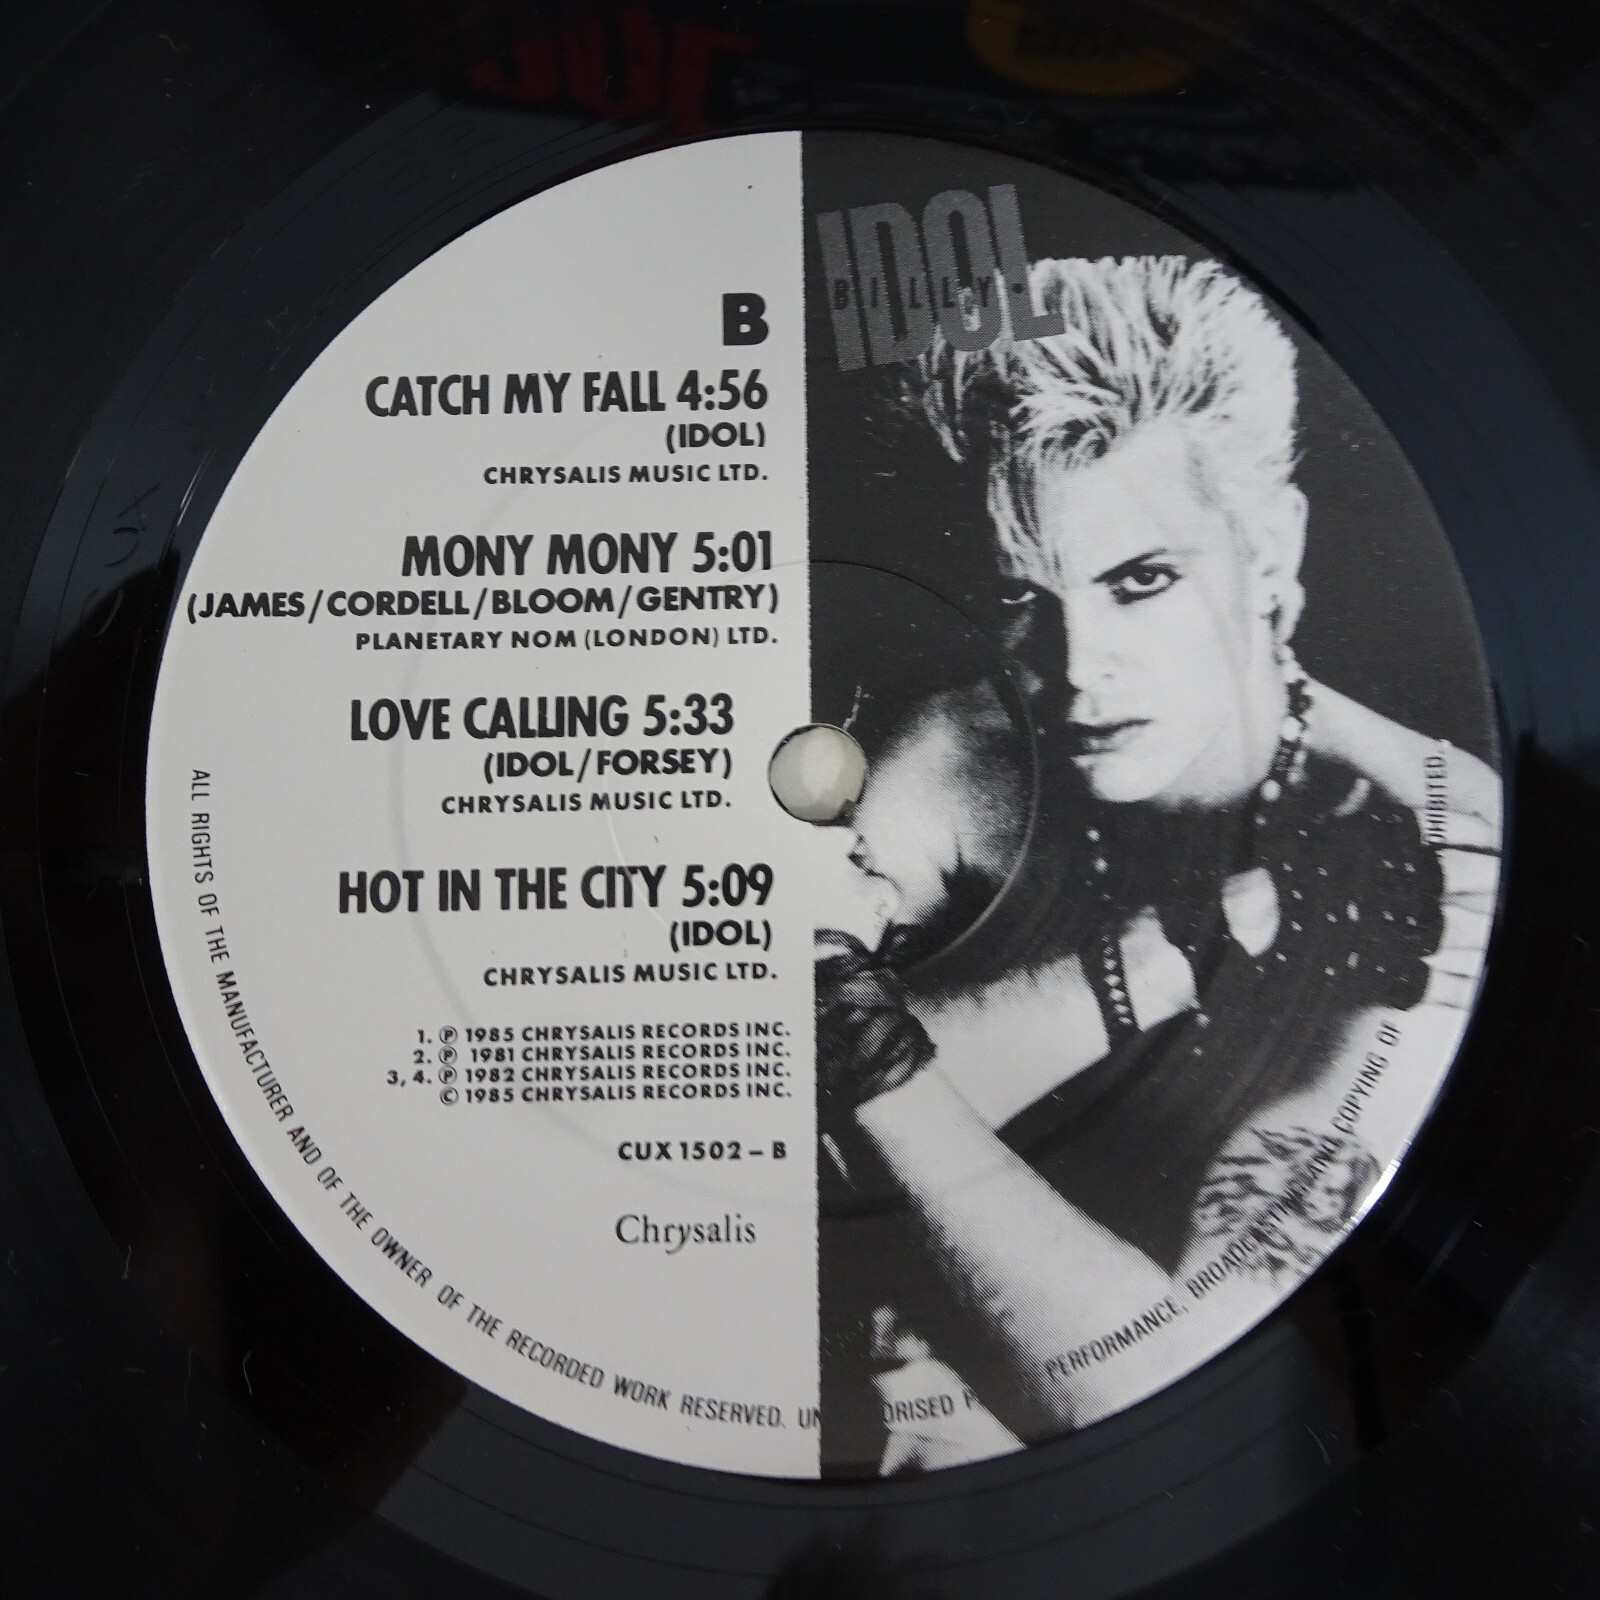 IDOL
BILLY
B
CATCH MY FALL 4:56
(IDOL)
CHRYSALIS MUSIC LTD.
MONY MONY 5:01
(JAMES/CORDELL/BLOOM/GENTRY)
PLANETARY NOM (LONDON) LTD.
LOVE CALLING 5:33
(IDOL/FORSEY)
CHRYSALIS MUSIC LTD.
HOT IN THE CITY 5:09
(IDOL)
CHRYSALIS MUSIC LTD.
1. Ⓟ 1985 CHRYSALIS RECORDS INC.
2. Ⓟ 1981 CHRYSALIS RECORDS INC.
3, 4. Ⓟ 1982 CHRYSALIS RECORDS INC.
© 1985 CHRYSALIS RECORDS INC.
CUX 1502 – B
Chrysalis
ALL RIGHTS OF THE MANUFACTURER AND OF THE OWNER OF THE RECORDED WORK RESERVED. PERFORMANCE, BROADCASTING AND COPYING OF